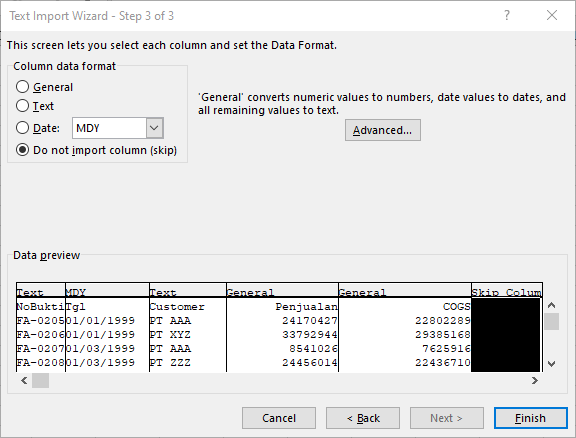 Text Import Wizard - Step 3 of 3
This screen lets you select each column and set the Data Format.
Column data format
General
Text
Date: MDY
Do not import column (skip)
'General' converts numeric values to numbers, date values to dates, and
all remaining values to text.
Advanced...
Data preview
Text MDY Text General General Skip Colum
NoBukti Tgl Customer Penjualan COGS
FA-0205 01/01/1999 PT AAA 24170427 22802289
FA-0206 01/01/1999 PT XYZ 33792944 29385168
FA-0207 01/03/1999 PT AAA 8541026 7625916
FA-0208 01/03/1999 PT ZZZ 24456014 22436710
Cancel < Back Next > Finish